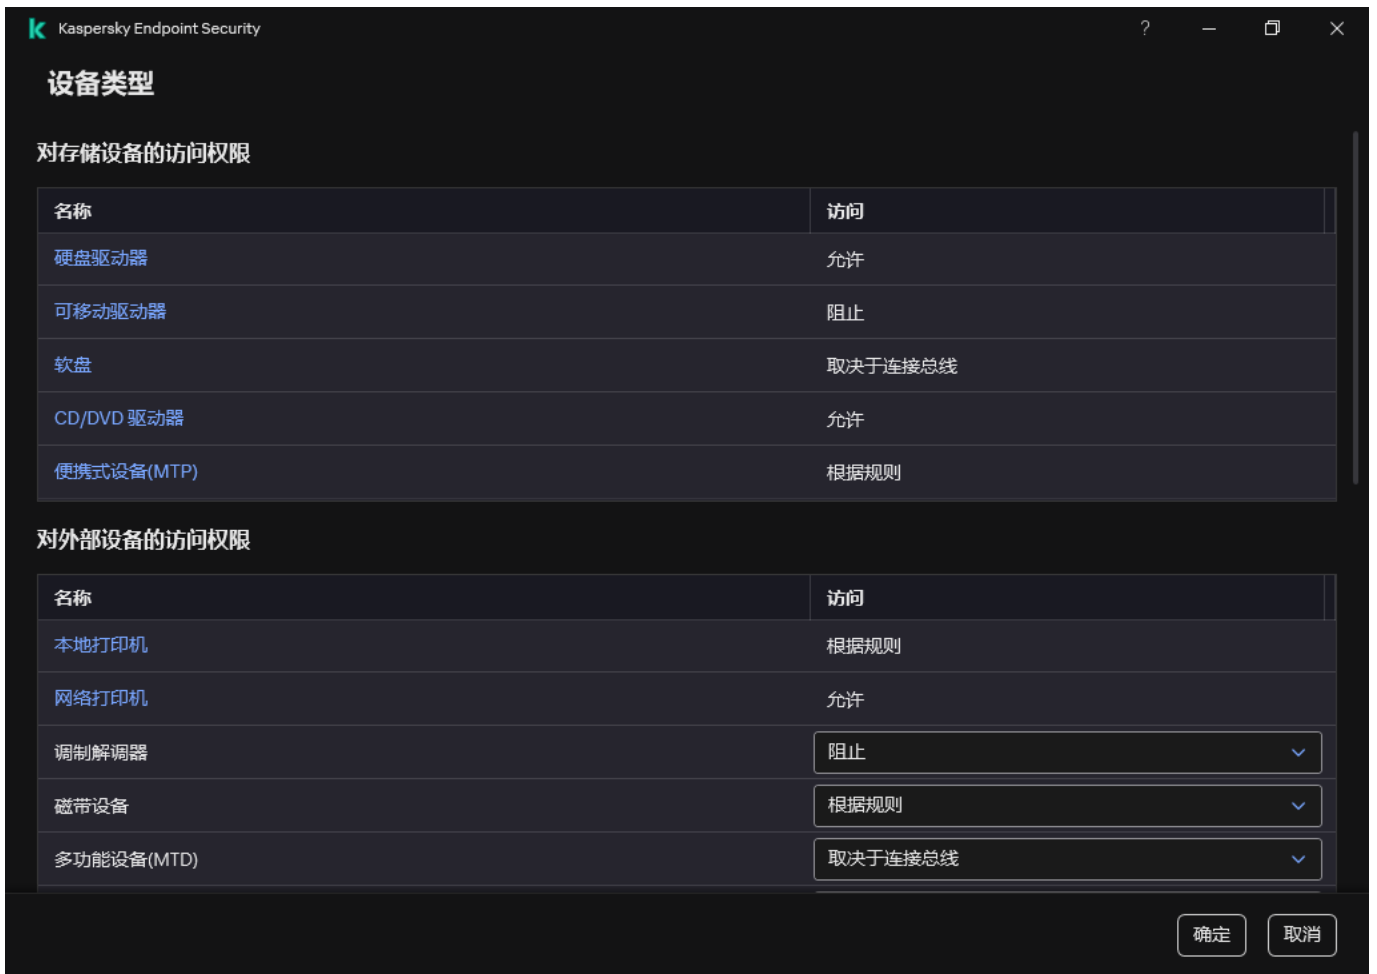 Kaspersky Endpoint Security
?
设备类型
对存储设备的访问权限
名称 访问
硬盘驱动器 允许
可移动驱动器 阻止
软盘 取决于连接总线
CD/DVD 驱动器 允许
便携式设备(MTP) 根据规则
对外部设备的访问权限
名称 访问
本地打印机 根据规则
网络打印机 允许
调制解调器 阻止
磁带设备 根据规则
多功能设备(MTD) 取决于连接总线
确定 取消